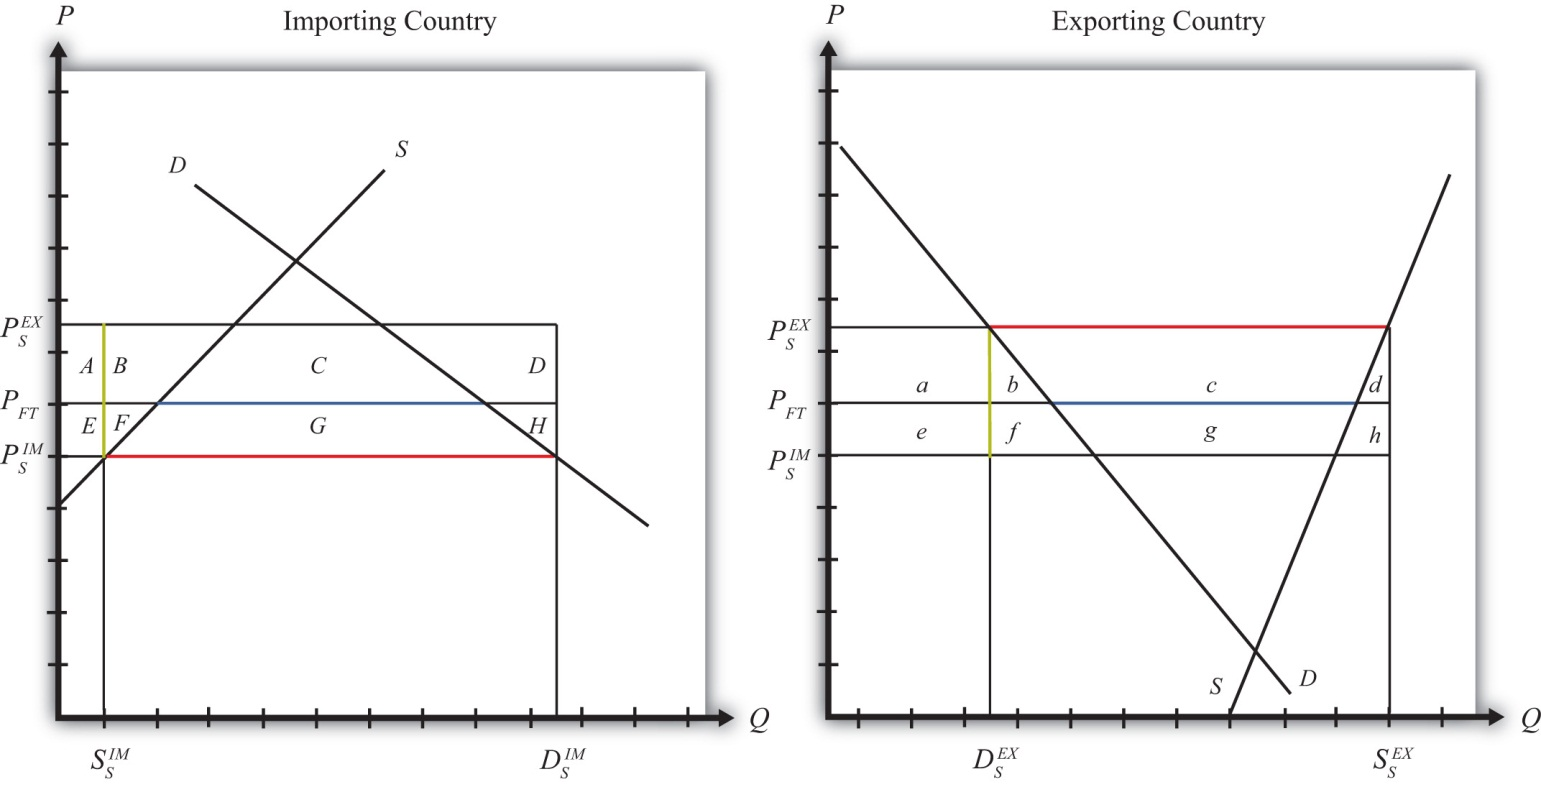 P
Importing Country
D
S
P_S^EX
A
B
C
D
P_FT
E
F
G
H
P_S^IM
Q
S_S^IM
D_S^IM
P
Exporting Country
P_S^EX
a
b
c
d
P_FT
e
f
g
h
P_S^IM
S
D
Q
D_S^EX
S_S^EX